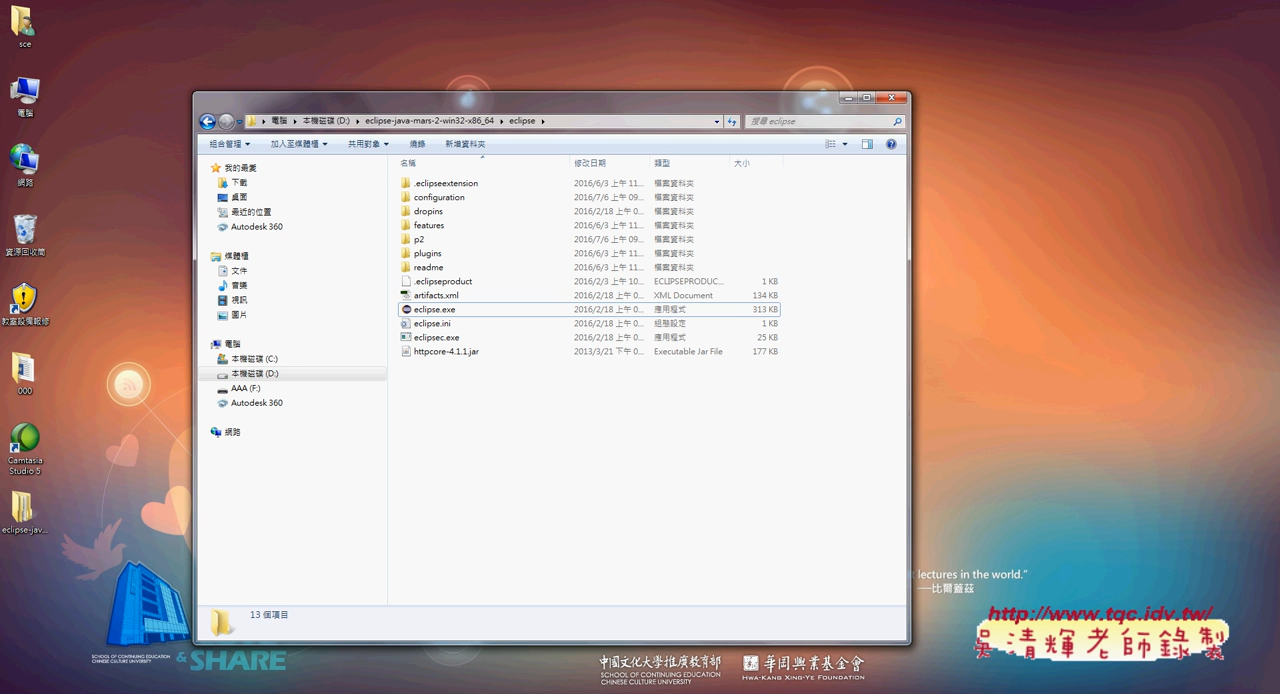 sce
電腦
網路
資源回收筒
教室設備報修
000
Camtasia
Studio 5
eclipse-jav...
電腦 本機磁碟 (D:) eclipse-java-mars-2-win32-x86_64 eclipse
搜尋 eclipse
組合管理 加入至媒體櫃 共用對象 燒錄 新增資料夾
我的最愛
下載
桌面
最近的位置
Autodesk 360
媒體櫃
文件
音樂
視訊
圖片
電腦
本機磁碟 (C:)
本機磁碟 (D:)
AAA (F:)
Autodesk 360
網路
名稱 修改日期 類型 大小
.eclipseextension 2016/6/3 上午 11... 檔案資料夾
configuration 2016/7/6 上午 09... 檔案資料夾
dropins 2016/2/18 上午 0... 檔案資料夾
features 2016/6/3 上午 11... 檔案資料夾
p2 2016/7/6 上午 09... 檔案資料夾
plugins 2016/6/3 上午 11... 檔案資料夾
readme 2016/6/3 上午 11... 檔案資料夾
.eclipseproduct 2016/2/3 上午 10... ECLIPSEPRODUC... 1 KB
artifacts.xml 2016/2/18 上午 0... XML Document 134 KB
eclipse.exe 2016/2/18 上午 0... 應用程式 313 KB
eclipse.ini 2016/2/18 上午 0... 組態設定 1 KB
eclipsec.exe 2016/2/18 上午 0... 應用程式 25 KB
httpcore-4.1.1.jar 2013/3/21 下午 0... Executable Jar File 177 KB
13 個項目
lectures in the world.”
──比爾蓋茲
http://www.tqc.idv.tw/
吳清輝老師錄製
SCHOOL OF CONTINUING EDUCATION
CHINESE CULTURE UNIVERSITY
& SHARE
中國文化大學推廣教育部
SCHOOL OF CONTINUING EDUCATION
CHINESE CULTURE UNIVERSITY
華岡興業基金會
HWA-KANG XING-YE FOUNDATION